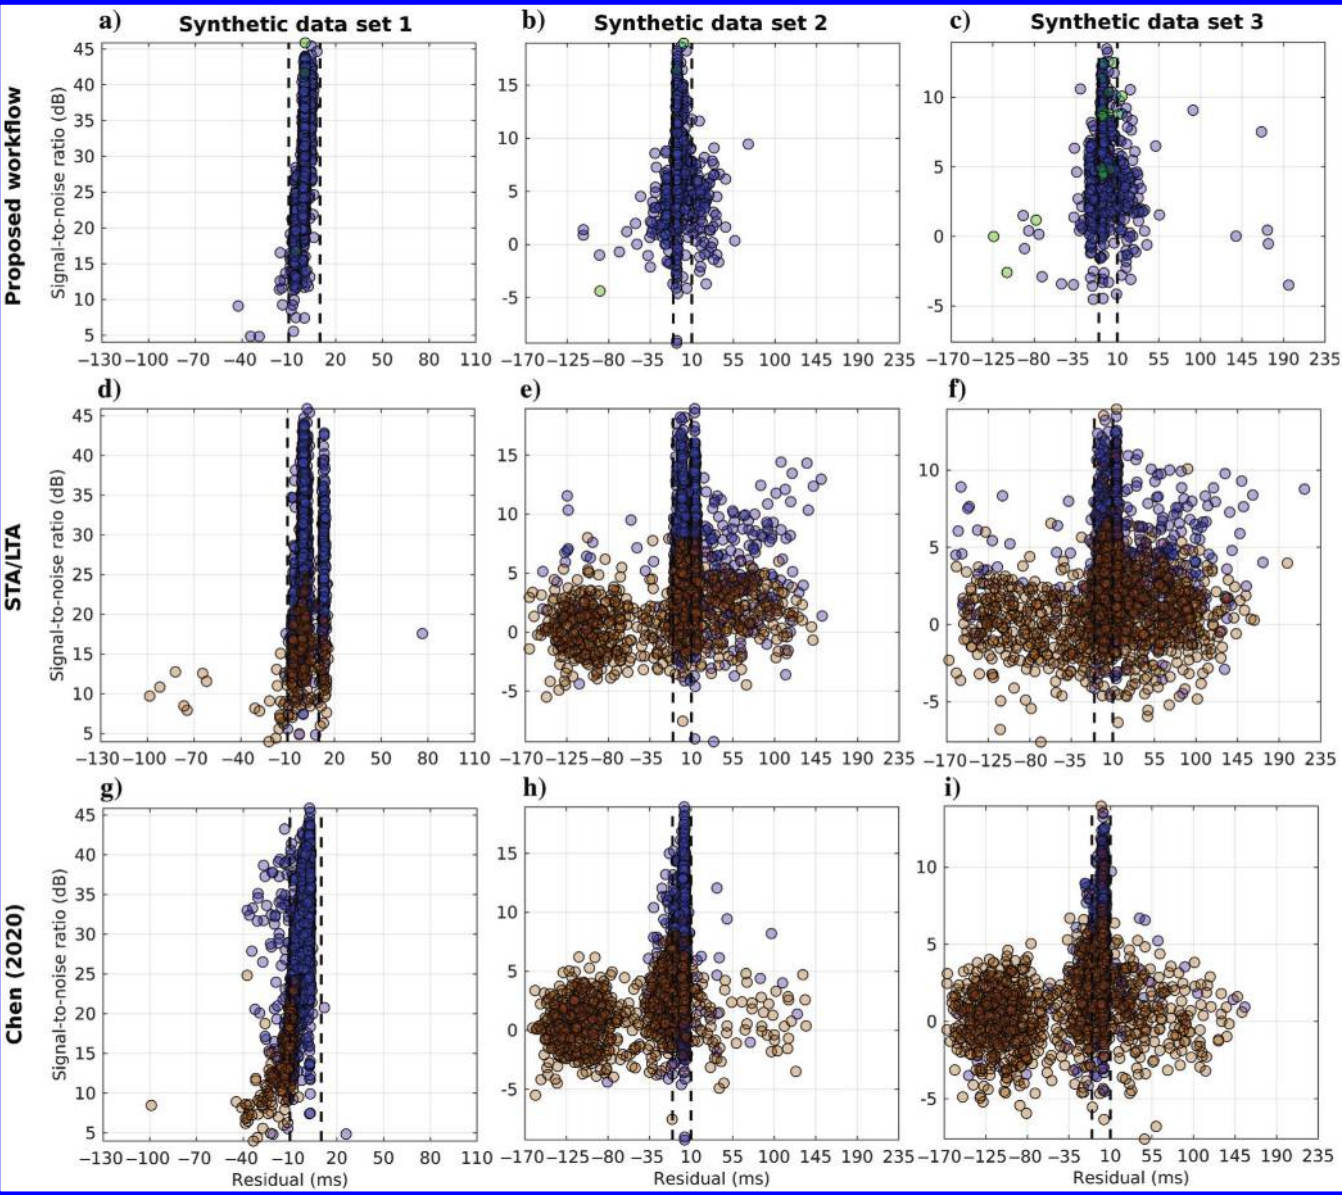 a) b) c)
Synthetic data set 1 Synthetic data set 2 Synthetic data set 3
Proposed workflow
Signal-to-noise ratio (dB)
45
40
35
30
25
20
15
10
5
−130 −100 −70 −40 −10 20 50 80 110
15
10
5
0
−5
−170 −125 −80 −35 10 55 100 145 190 235
10
5
0
−5
−170 −125 −80 −35 10 55 100 145 190 235
d) e) f)
STA/LTA
Signal-to-noise ratio (dB)
45
40
35
30
25
20
15
10
5
−130 −100 −70 −40 −10 20 50 80 110
15
10
5
0
−5
−170 −125 −80 −35 10 55 100 145 190 235
10
5
0
−5
−170 −125 −80 −35 10 55 100 145 190 235
g) h) i)
Chen (2020)
Signal-to-noise ratio (dB)
45
40
35
30
25
20
15
10
5
−130 −100 −70 −40 −10 20 50 80 110
Residual (ms)
15
10
5
0
−5
−170 −125 −80 −35 10 55 100 145 190 235
Residual (ms)
10
5
0
−5
−170 −125 −80 −35 10 55 100 145 190 235
Residual (ms)